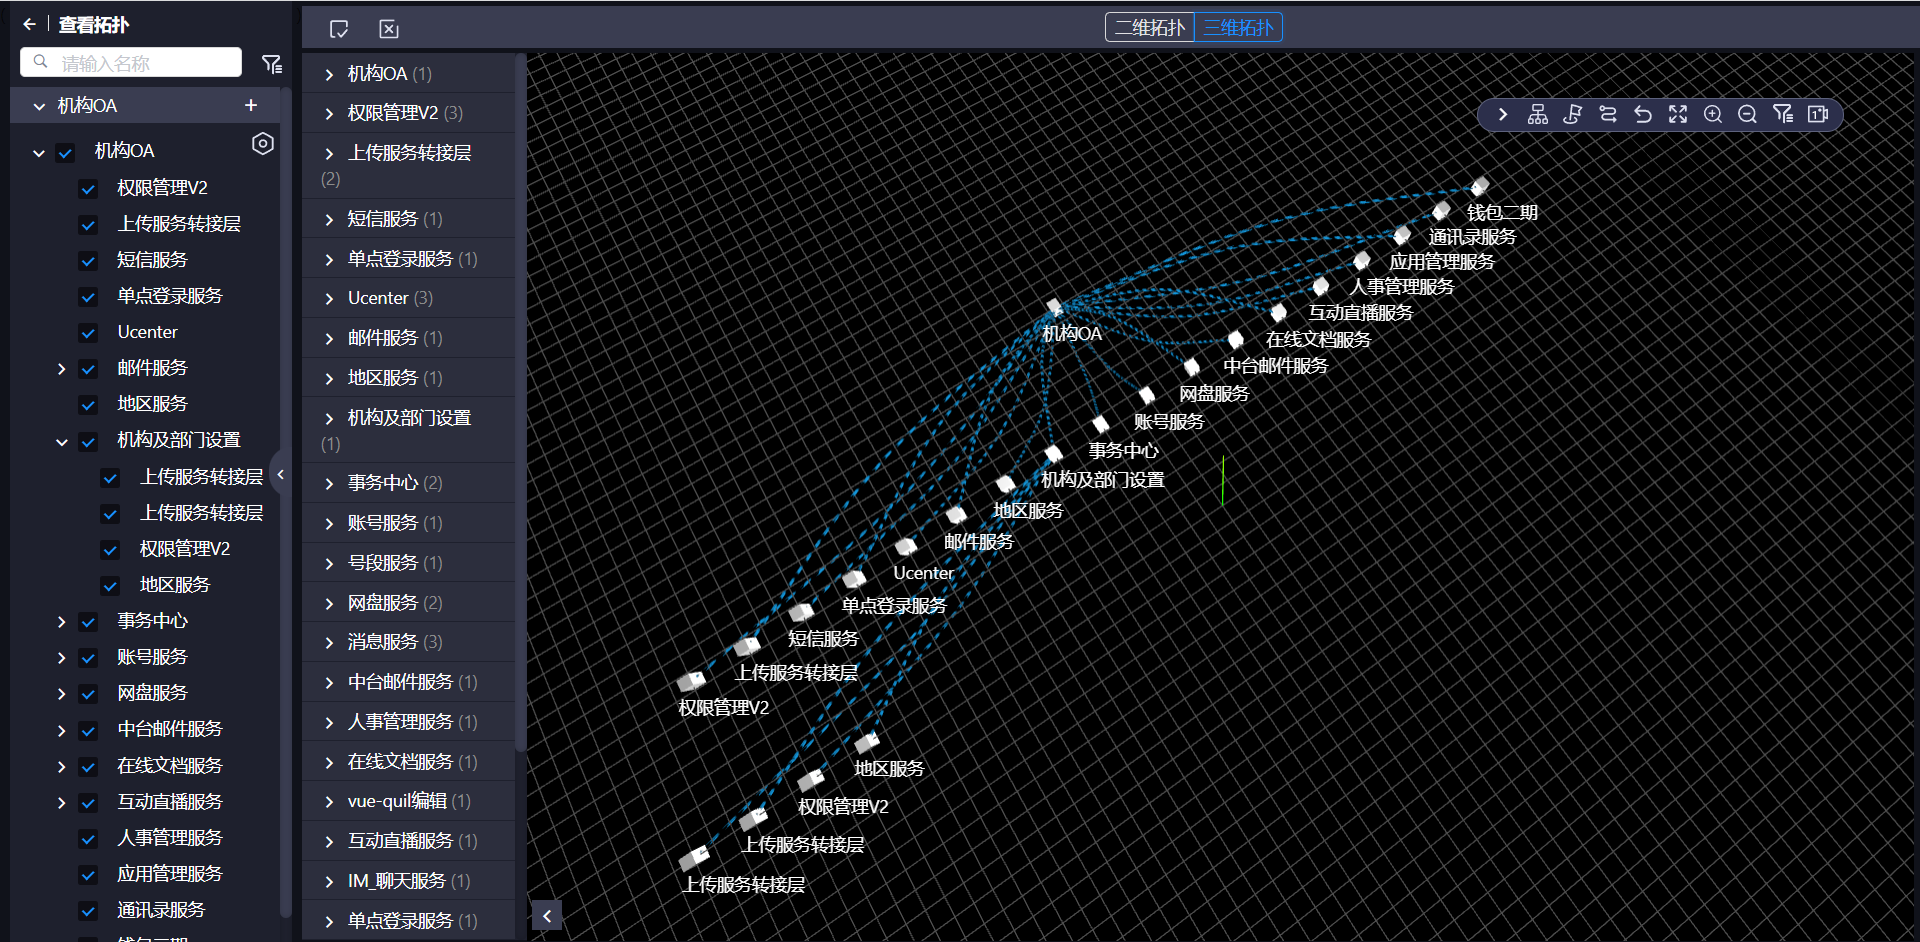 查看拓扑
请输入名称
机构OA
机构OA
权限管理V2
上传服务转接层
短信服务
单点登录服务
Ucenter
邮件服务
地区服务
机构及部门设置
上传服务转接层
上传服务转接层
权限管理V2
地区服务
事务中心
账号服务
网盘服务
中台邮件服务
在线文档服务
互动直播服务
人事管理服务
应用管理服务
通讯录服务
钱包二期
机构OA (1)
权限管理V2 (3)
上传服务转接层
(2)
短信服务 (1)
单点登录服务 (1)
Ucenter (3)
邮件服务 (1)
地区服务 (1)
机构及部门设置
(1)
事务中心 (2)
账号服务 (1)
号段服务 (1)
网盘服务 (2)
消息服务 (3)
中台邮件服务 (1)
人事管理服务 (1)
在线文档服务 (1)
vue-quil编辑 (1)
互动直播服务 (1)
IM_聊天服务 (1)
单点登录服务 (1)
二维拓扑 三维拓扑
钱包二期
通讯录服务
应用管理服务
人事管理服务
互动直播服务
机构OA
在线文档服务
中台邮件服务
网盘服务
账号服务
事务中心
机构及部门设置
地区服务
邮件服务
Ucenter
单点登录服务
短信服务
上传服务转接层
权限管理V2
地区服务
权限管理V2
上传服务转接层
上传服务转接层